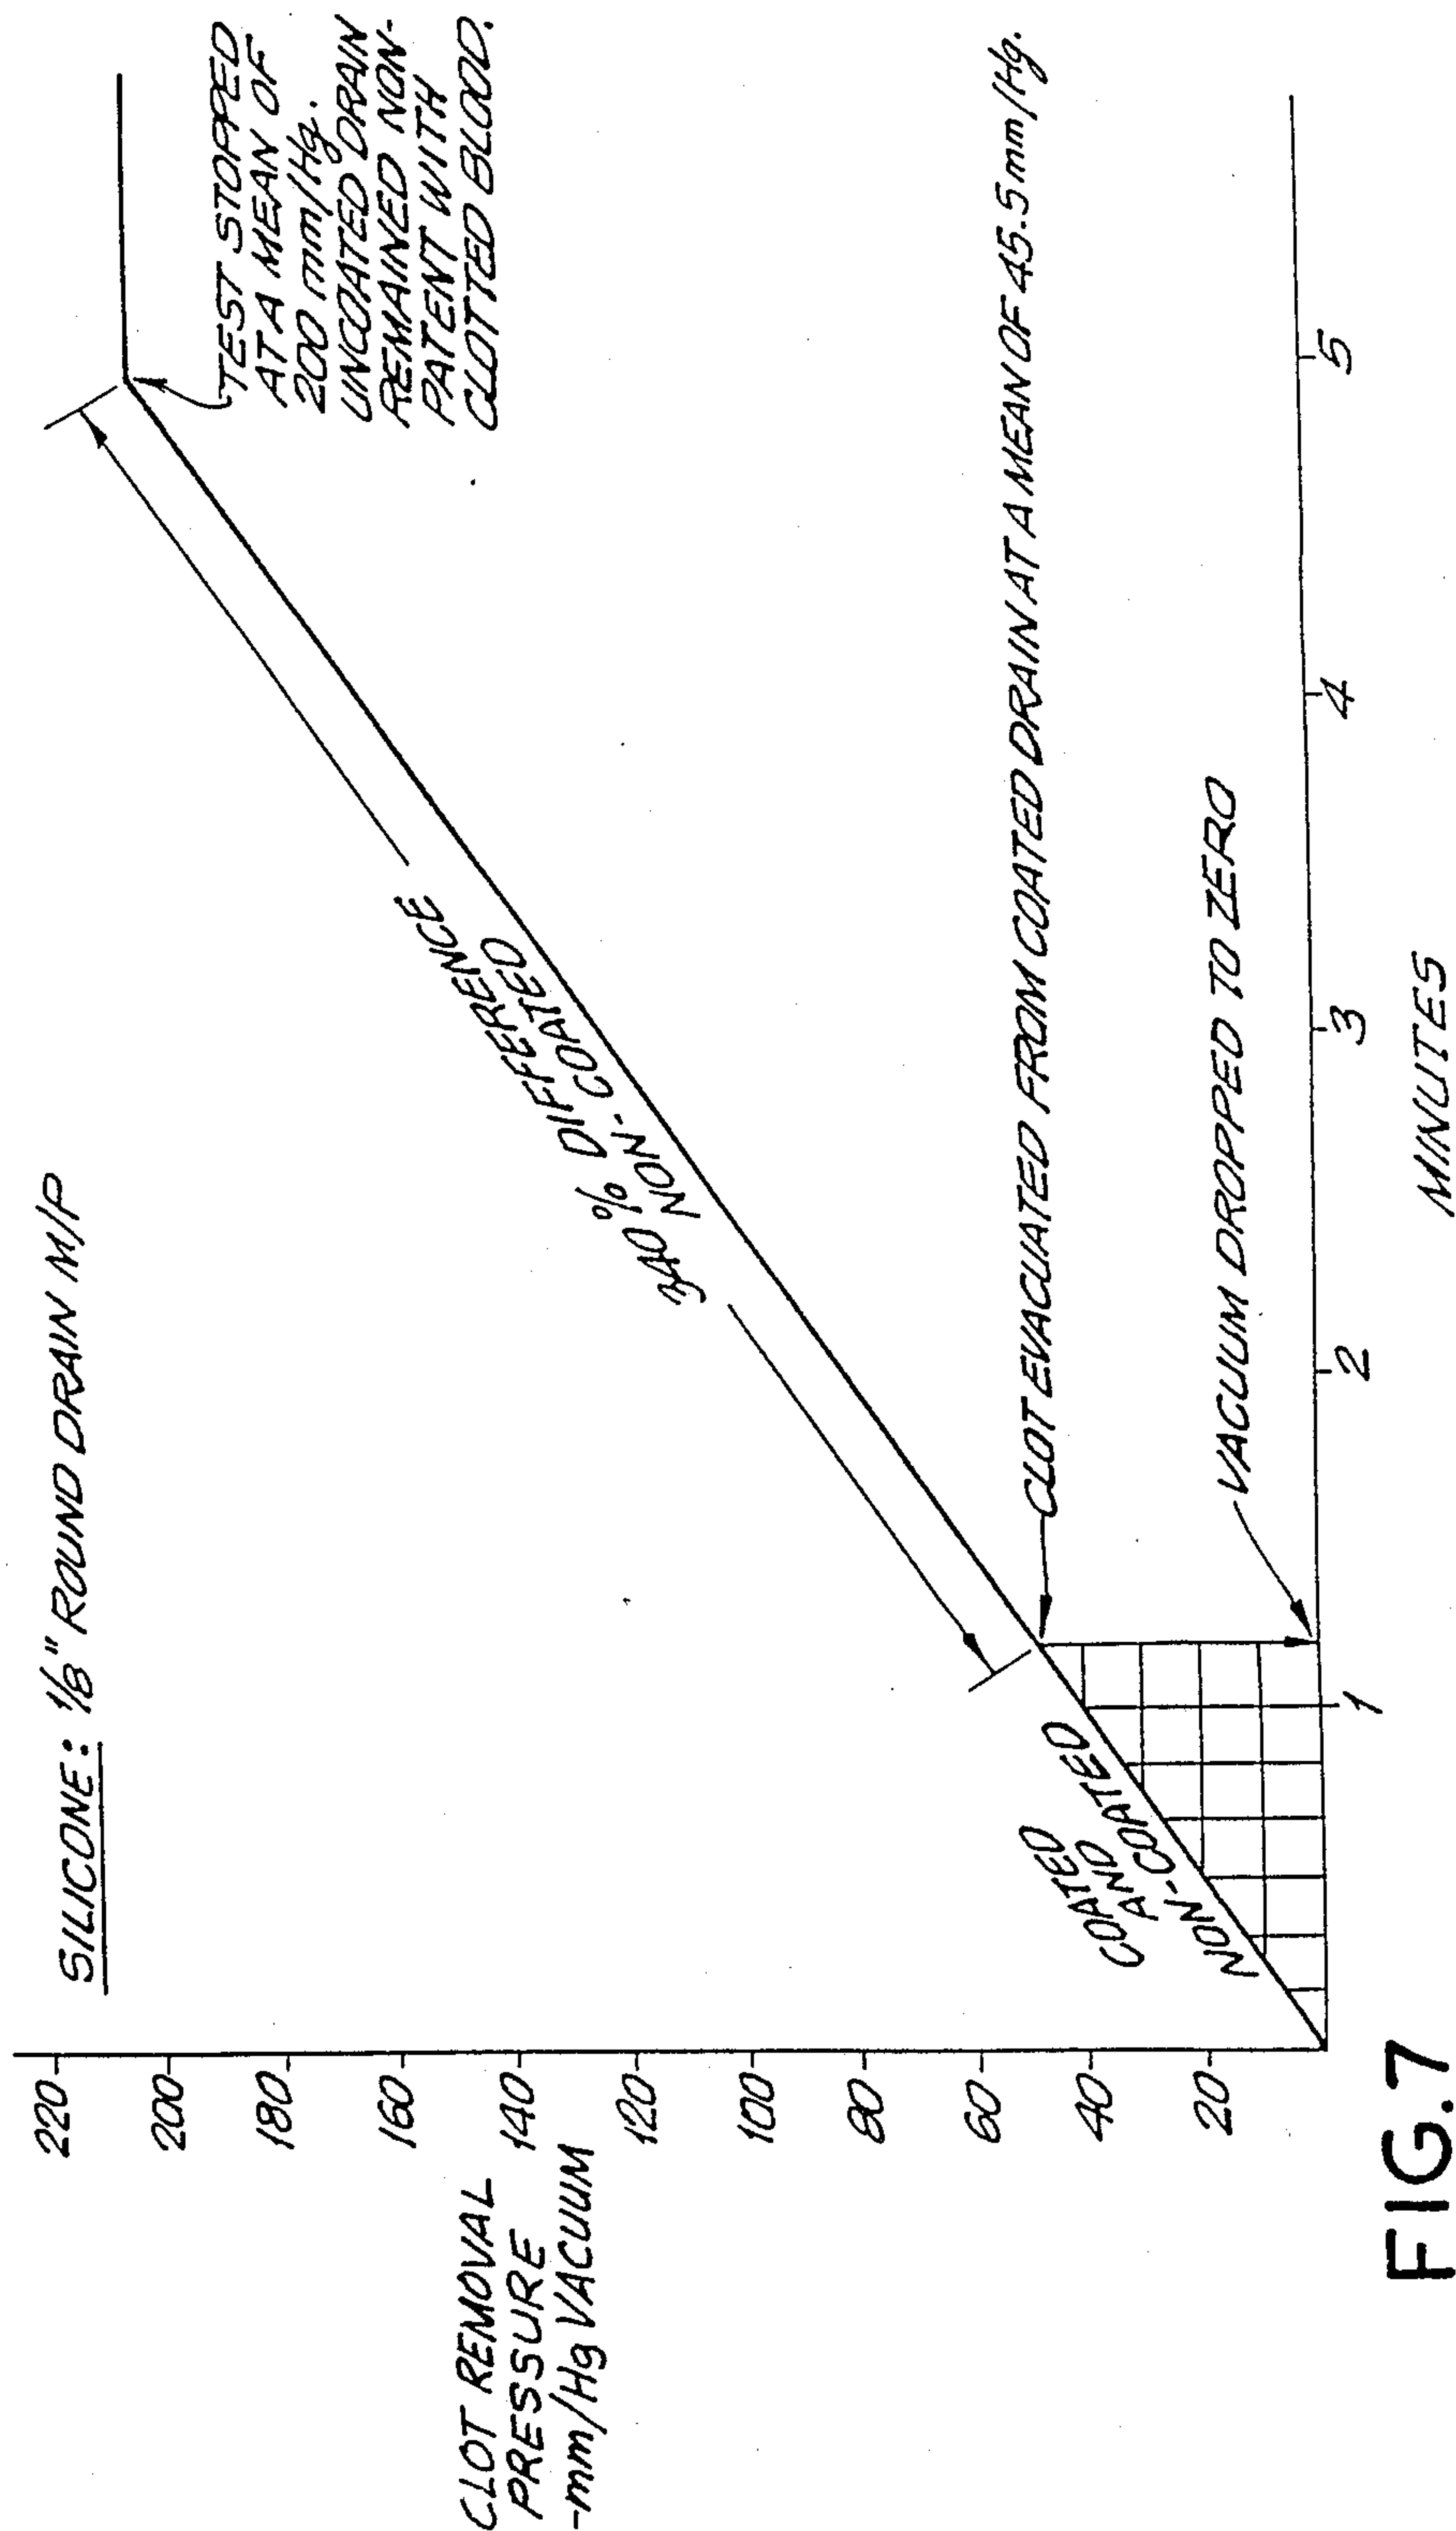 SILICONE: 1/8" ROUND DRAIN M/P
220
200
180
160
140
120
100
80
60
40
20
CLOT REMOVAL
PRESSURE
-mm/Hg VACUUM
TEST STOPPED
AT A MEAN OF
200 mm/Hg.
UNCOATED DRAIN
REMAINED NON-
PATENT WITH
CLOTTED BLOOD.
340% DIFFERENCE
NON-COATED
COATED
AND
NON-COATED
CLOT EVACUATED FROM COATED DRAIN AT A MEAN OF 45.5mm/Hg.
VACUUM DROPPED TO ZERO
1
2
3
4
5
MINUTES
FIG.7